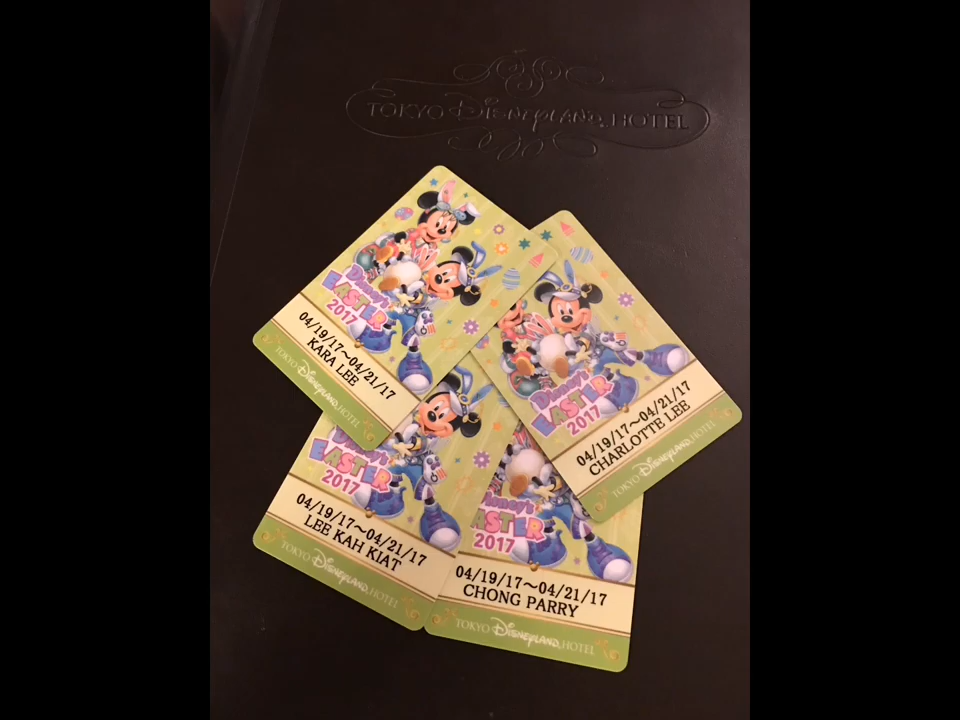 TOKYO DISNEYLAND HOTEL
Disney's
EASTER
2017
04/19/17～04/21/17
KARA LEE
TOKYO DISNEYLAND HOTEL
Disney's
EASTER
2017
04/19/17～04/21/17
CHARLOTTE LEE
TOKYO DISNEYLAND HOTEL
Disney's
EASTER
2017
04/19/17～04/21/17
LEE KAH KIAT
TOKYO DISNEYLAND HOTEL
Disney's
ASTER
2017
04/19/17～04/21/17
CHONG PARRY
TOKYO DISNEYLAND HOTEL